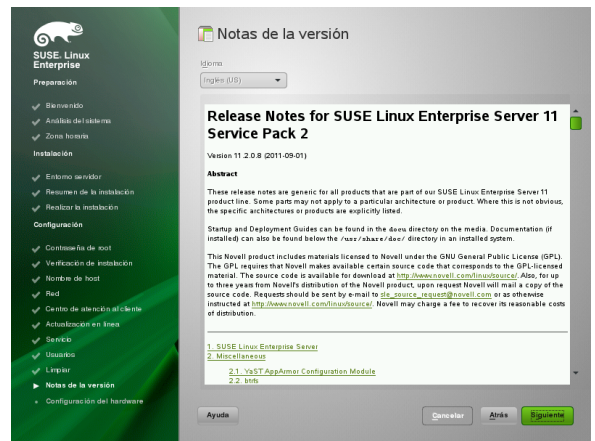 SUSE. Linux
Enterprise
Preparación
Bienvenido
Análisis del sistema
Zona horaria
Instalación
Entorno servidor
Resumen de la instalación
Realizar la instalación
Configuración
Contraseña de root
Verificación de instalación
Nombre de host
Red
Centro de atención al cliente
Actualización en línea
Servicio
Usuarios
Limpiar
Notas de la versión
Configuración del hardware
Notas de la versión
Idioma
Inglés (US)
Release Notes for SUSE Linux Enterprise Server 11
Service Pack 2
Version 11.2.0.8 (2011-09-01)
Abstract
These release notes are generic for all products that are part of our SUSE Linux Enterprise Server 11
product line. Some parts may not apply to a particular architecture or product. Where this is not obvious,
the specific architectures or products are explicitly listed.
Startup and Deployment Guides can be found in the docu directory on the media. Documentation (if
installed) can also be found below the /usr/share/doc/ directory in an installed system.
This Novell product includes materials licensed to Novell under the GNU General Public License (GPL).
The GPL requires that Novell makes available certain source code that corresponds to the GPL-licensed
material. The source code is available for download at http://www.novell.com/linux/source/. Also, for up
to three years from Novell's distribution of the Novell product, upon request Novell will mail a copy of the
source code. Requests should be sent by e-mail to sle_source_request@novell.com or as otherwise
instructed at http://www.novell.com/linux/source/. Novell may charge a fee to recover its reasonable costs
of distribution.
1. SUSE Linux Enterprise Server
2. Miscellaneous
2.1. YaST AppArmor Configuration Module
2.2. btrfs
Ayuda
Cancelar
Atrás
Siguiente